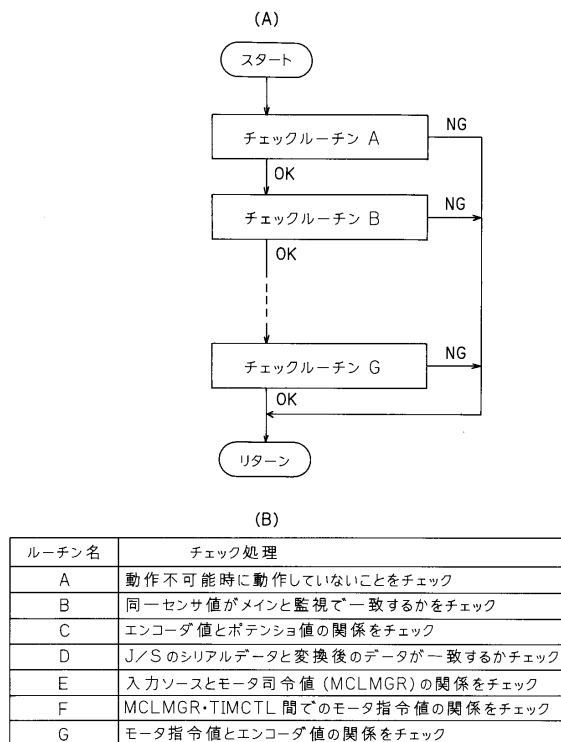 (A)
スタート
チェックルーチン A
NG
OK
チェックルーチン B
NG
OK
チェックルーチン G
NG
OK
リターン
(B)
ルーチン名 チェック処理
A 動作不可能時に動作していないことをチェック
B 同一センサ値がメインと監視で一致するかをチェック
C エンコーダ値とポテンショ値の関係をチェック
D J/Sのシリアルデータと変換後のデータが一致するかチェック
E 入力ソースとモータ司令値(MCLMGR)の関係をチェック
F MCLMGR・TIMCTL間でのモータ指令値の関係をチェック
G モータ指令値とエンコーダ値の関係をチェック